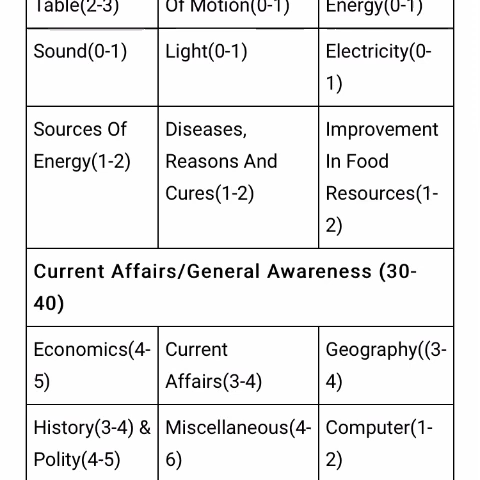 Table(2-3) Of Motion(0-1) Energy(0-1)
Sound(0-1) Light(0-1) Electricity(0-
1)
Sources Of Diseases, Improvement
Energy(1-2) Reasons And In Food
Cures(1-2) Resources(1-
2)
Current Affairs/General Awareness (30-
40)
Economics(4- Current Geography((3-
5) Affairs(3-4) 4)
History(3-4) & Miscellaneous(4- Computer(1-
Polity(4-5) 6) 2)